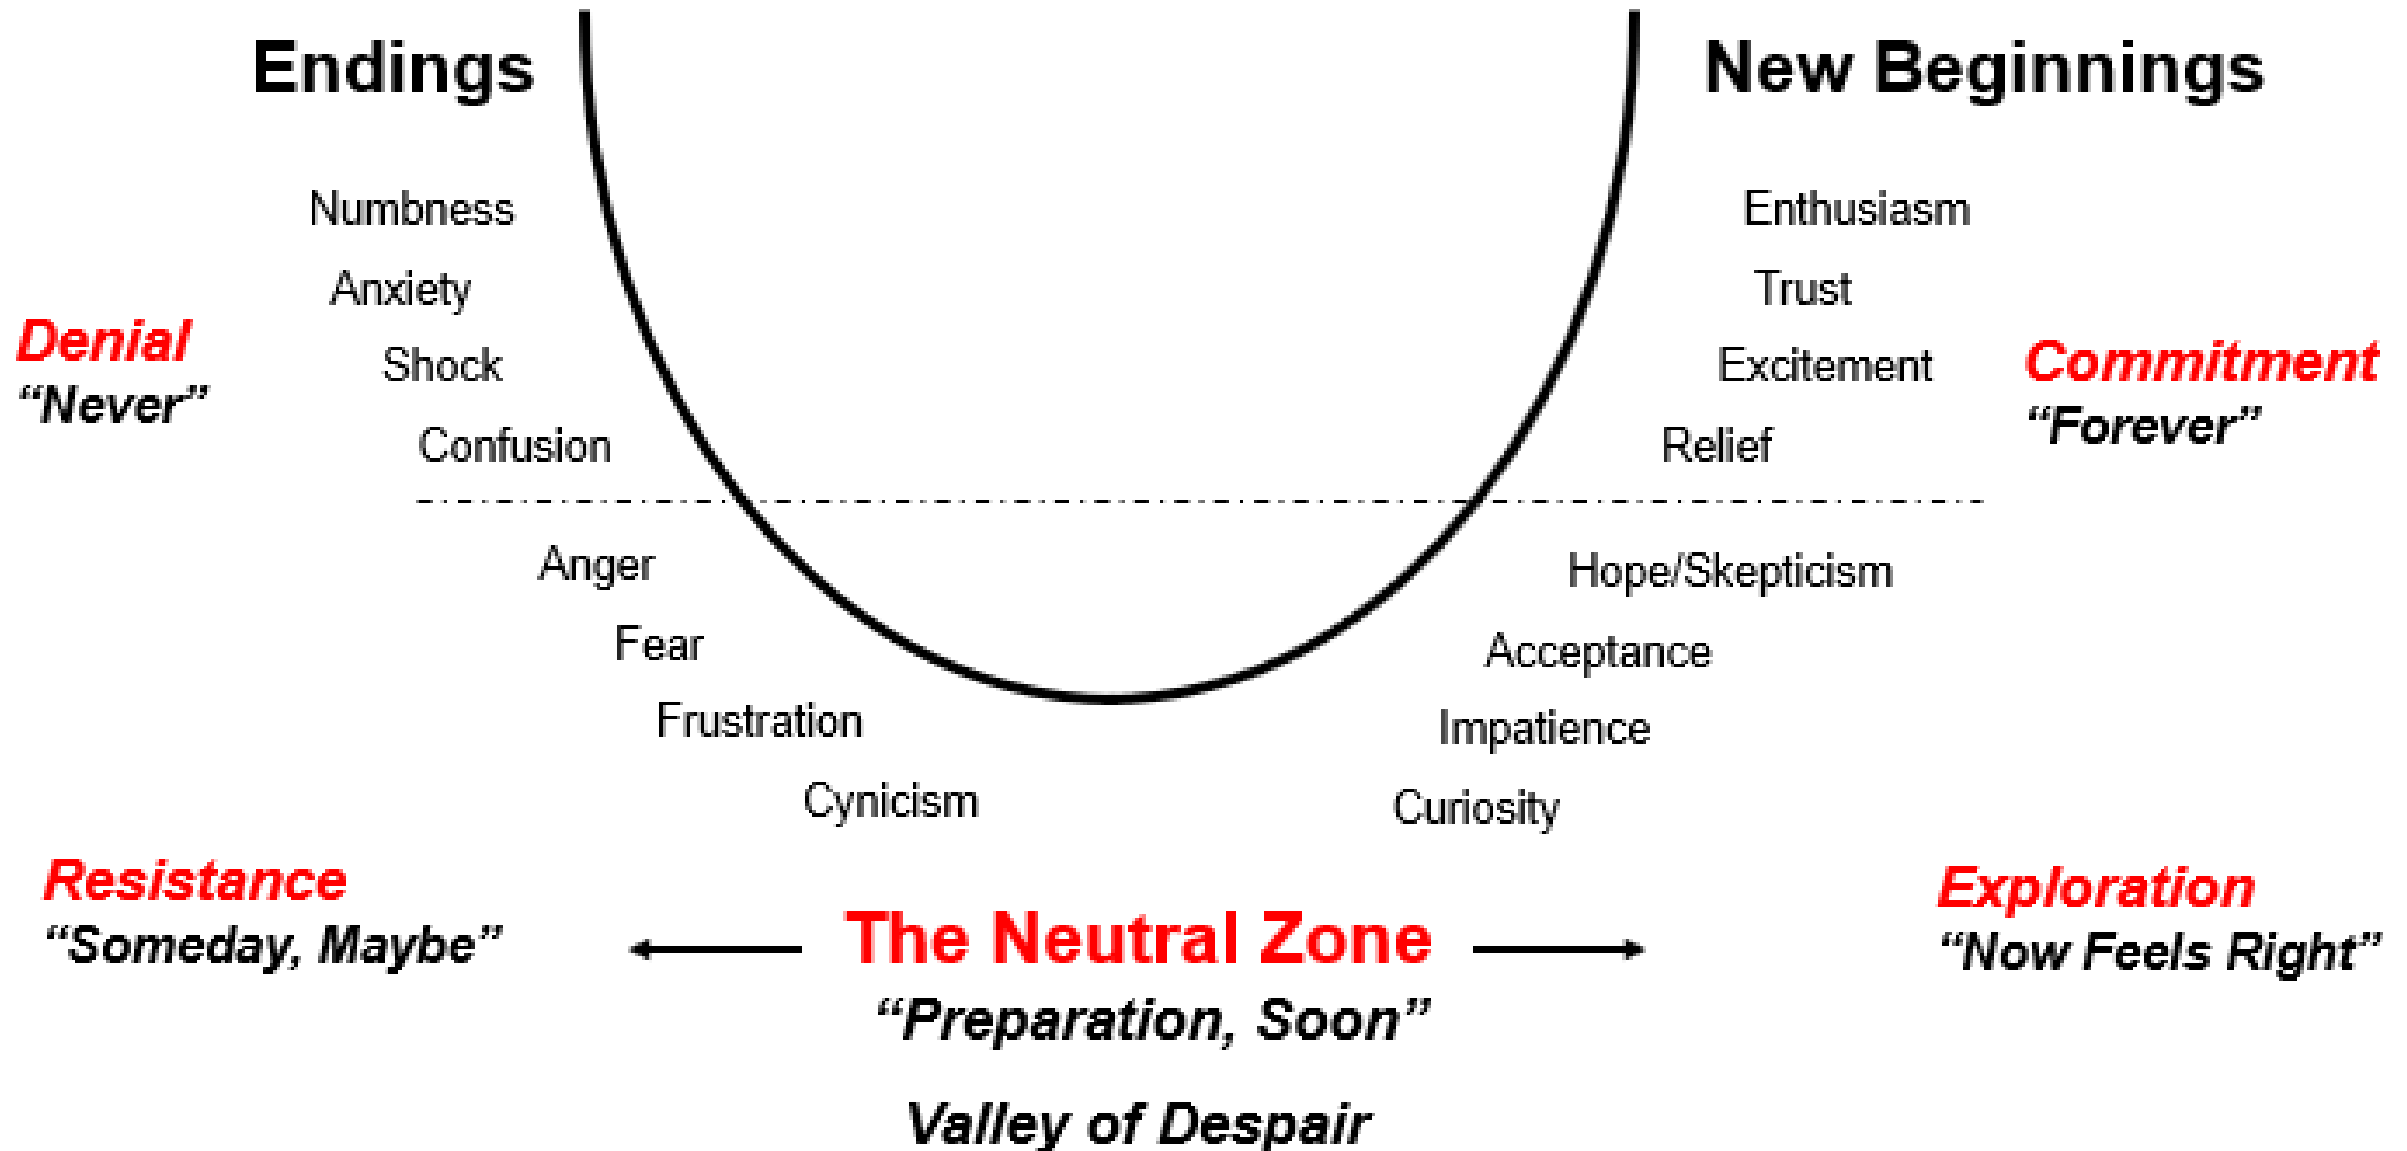 Endings
New Beginnings
Numbness
Anxiety
Shock
Confusion
Denial
“Never”
Enthusiasm
Trust
Excitement
Relief
Commitment
“Forever”
Anger
Fear
Frustration
Cynicism
Hope/Skepticism
Acceptance
Impatience
Curiosity
Resistance
“Someday, Maybe”
The Neutral Zone
“Preparation, Soon”
Exploration
“Now Feels Right”
Valley of Despair